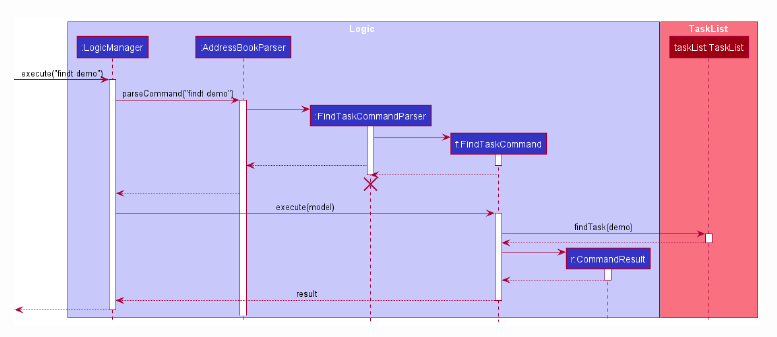 Logic
TaskList
:LogicManager
:AddressBookParser
taskList:TaskList
execute("findt demo")
parseCommand("findt demo")
:FindTaskCommandParser
f:FindTaskCommand
execute(model)
findTask(demo)
r:CommandResult
result